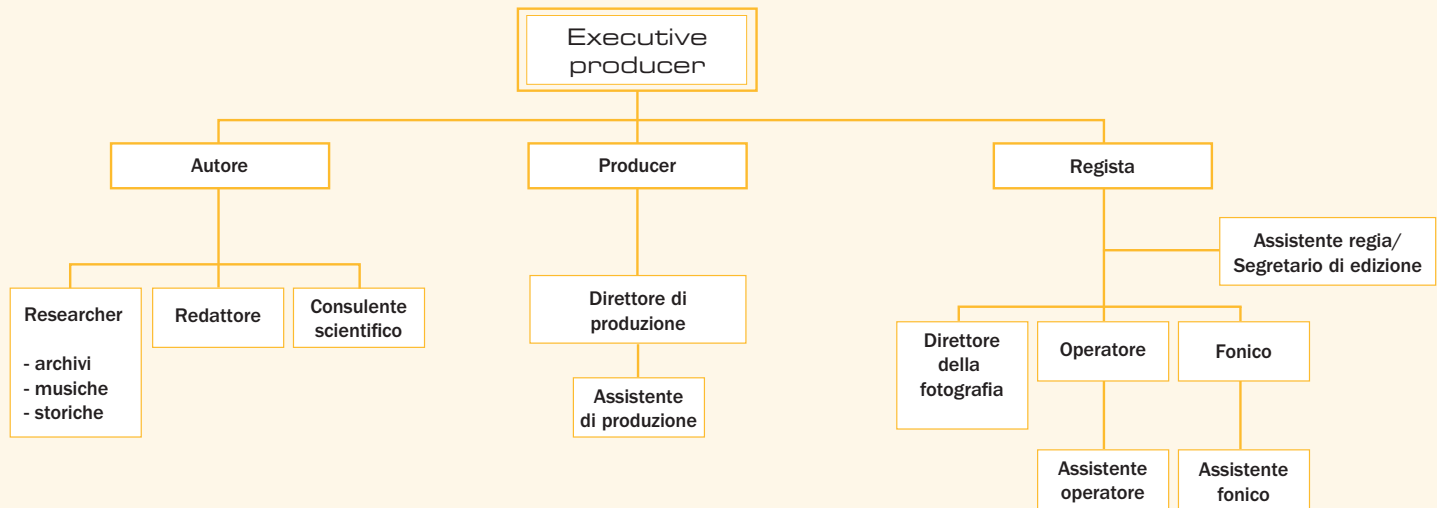 Executive
producer
Autore
Producer
Regista
Assistente regia/
Segretario di edizione
Researcher
- archivi
- musiche
- storiche
Redattore
Consulente
scientifico
Direttore di
produzione
Assistente
di produzione
Direttore
della
fotografia
Operatore
Fonico
Assistente
operatore
Assistente
fonico